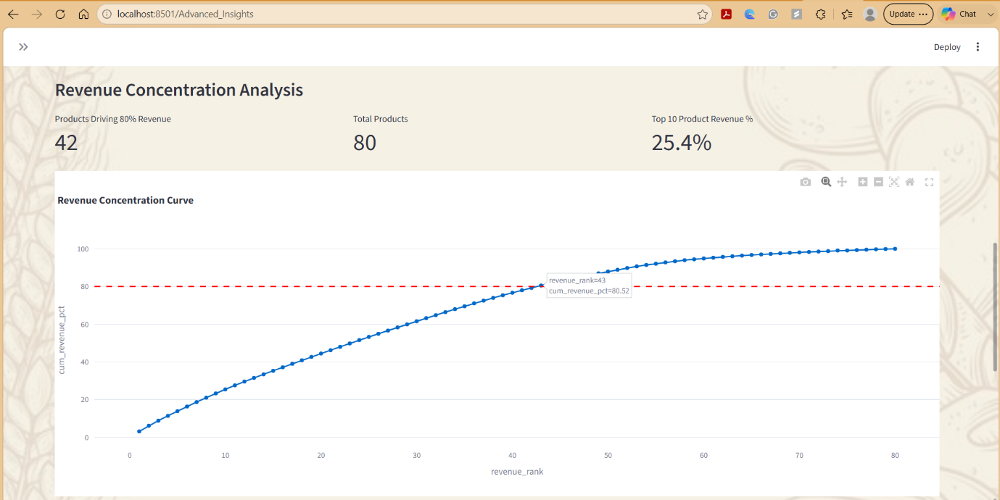 localhost:8501/Advanced_Insights
Update
Chat
Deploy
Revenue Concentration Analysis
Products Driving 80% Revenue
42
Total Products
80
Top 10 Product Revenue %
25.4%
Revenue Concentration Curve
100
80
60
40
20
0
cum_revenue_pct
revenue_rank=43
cum_revenue_pct=80.52
0 10 20 30 40 50 60 70 80
revenue_rank